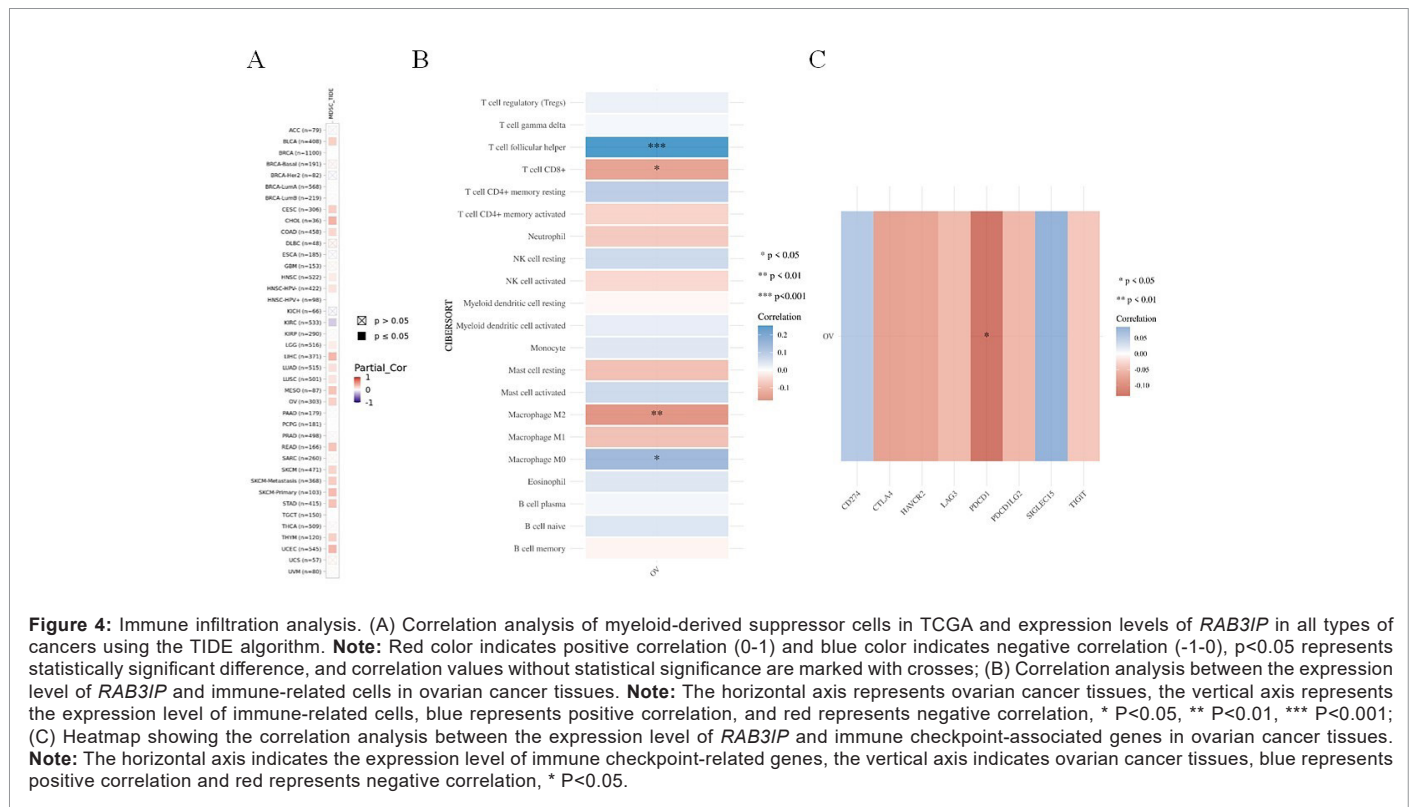 A
B
C
MDSC_TIDE
ACC (n=79)
BLCA (n=408)
BRCA (n=1100)
BRCA-Basal (n=191)
BRCA-Her2 (n=82)
BRCA-LumA (n=568)
BRCA-LumB (n=219)
CESC (n=306)
CHOL (n=36)
COAD (n=458)
DLBC (n=48)
ESCA (n=185)
GBM (n=153)
HNSC (n=522)
HNSC-HPV- (n=422)
HNSC-HPV+ (n=98)
KICH (n=66)
KIRC (n=533)
KIRP (n=290)
LGG (n=516)
LIHC (n=371)
LUAD (n=515)
LUSC (n=501)
MESO (n=87)
OV (n=303)
PAAD (n=179)
PCPG (n=181)
PRAD (n=498)
READ (n=166)
SARC (n=260)
SKCM (n=471)
SKCM-Metastasis (n=368)
SKCM-Primary (n=103)
STAD (n=415)
TGCT (n=150)
THCA (n=509)
THYM (n=120)
UCEC (n=545)
UCS (n=57)
UVM (n=80)
p > 0.05
p ≤ 0.05
Partial_Cor
1
0
-1
CIBERSORT
T cell regulatory (Tregs)
T cell gamma delta
T cell follicular helper ***
T cell CD8+ *
T cell CD4+ memory resting
T cell CD4+ memory activated
Neutrophil
NK cell resting
NK cell activated
Myeloid dendritic cell resting
Myeloid dendritic cell activated
Monocyte
Mast cell resting
Mast cell activated
Macrophage M2 **
Macrophage M1
Macrophage M0 *
Eosinophil
B cell plasma
B cell naive
B cell memory
OV
* p < 0.05
** p < 0.01
*** p<0.001
Correlation
0.2
0.1
0.0
-0.1
OV
*
CD274
CTLA4
HAVCR2
LAG3
PDCD1
PDCD1LG2
SIGLEC15
TIGIT
* p < 0.05
** p < 0.01
Correlation
0.05
0.00
-0.05
-0.10
Figure 4: Immune infiltration analysis. (A) Correlation analysis of myeloid-derived suppressor cells in TCGA and expression levels of RAB3IP in all types of
cancers using the TIDE algorithm. Note: Red color indicates positive correlation (0-1) and blue color indicates negative correlation (-1-0), p<0.05 represents
statistically significant difference, and correlation values without statistical significance are marked with crosses; (B) Correlation analysis between the expression
level of RAB3IP and immune-related cells in ovarian cancer tissues. Note: The horizontal axis represents ovarian cancer tissues, the vertical axis represents
the expression level of immune-related cells, blue represents positive correlation, and red represents negative correlation, * P<0.05, ** P<0.01, *** P<0.001;
(C) Heatmap showing the correlation analysis between the expression level of RAB3IP and immune checkpoint-associated genes in ovarian cancer tissues.
Note: The horizontal axis indicates the expression level of immune checkpoint-related genes, the vertical axis indicates ovarian cancer tissues, blue represents
positive correlation and red represents negative correlation, * P<0.05.